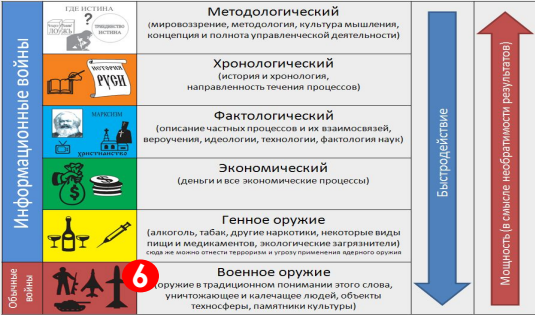 Информационные войны
Обычные
войны
ГДЕ ИСТИНА
ИСТИНА
Методологический
(мировоззрение, методология, культура мышления,
концепция и полнота управленческой деятельности)
ИСТОРИЯ
РУСИ
Хронологический
(история и хронология,
направленность течения процессов)
МАРКСИЗМ
христианство
Фактологический
(описание частных процессов и их взаимосвязей,
вероучения, идеологии, технологии, фактология наук)
Экономический
(деньги и все экономические процессы)
Генное оружие
(алкоголь, табак, другие наркотики, некоторые виды
пищи и медикаментов, экологические загрязнители)
сюда же можно отнести терроризм и угрозу применения ядерного оружия
6
Военное оружие
(оружие в традиционном понимании этого слова,
уничтожающее и калечащее людей, объекты
техносферы, памятники культуры)
Быстродействие
Мощность (в смысле необратимости результатов)